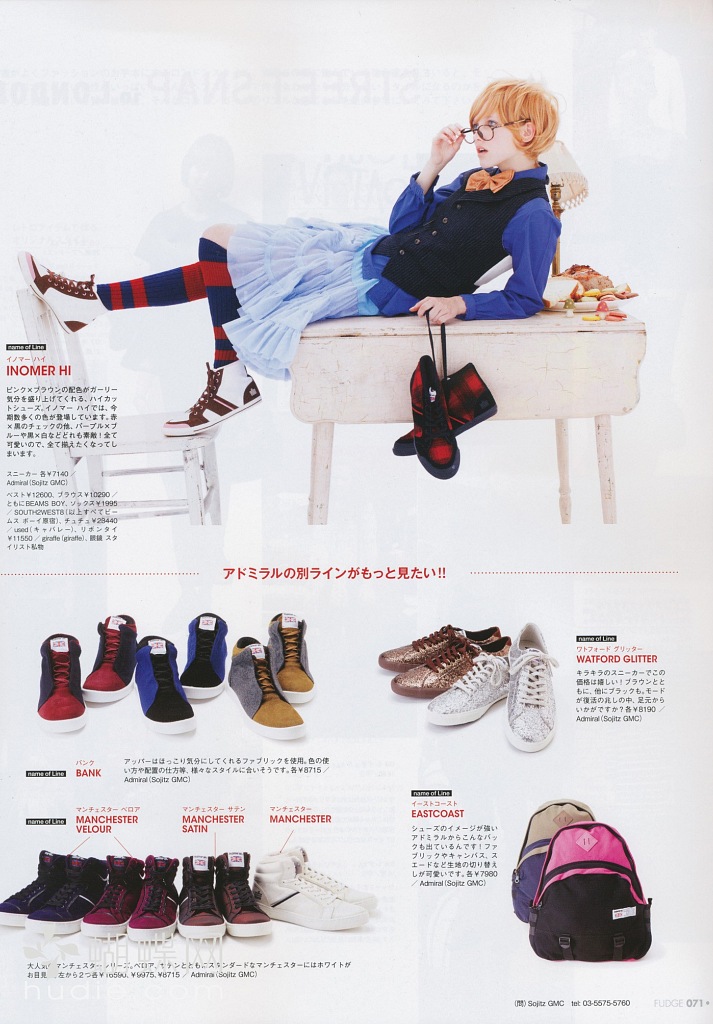 name of Line
イノマー ハイ
INOMER HI
ピンク×ブラウンの配色がガーリー
気分を盛り上げてくれる、ハイカッ
トシューズ。イノマー ハイでは、今
期数多くの色が登場しています。赤
×黒のチェックの他、パープル×ブ
ルーや黒×白などどれも素敵！全て
可愛いので、全て揃えたくなってし
まいます。
スニーカー 各¥7140／
Admiral(Sojitz GMC)
ベスト¥12600、ブラウス¥10290／
ともにBEAMS BOY、ソックス¥1995
／SOUTH2WEST8(以上すべてビー
ムス ボーイ原宿)、チュチュ¥28440
／used(キャバレー)、リボンタイ
¥11550／giraffe(giraffe)、眼鏡 スタ
イリスト私物
アドミラルの別ラインがもっと見たい!!
name of Line
ワトフォード グリッター
WATFORD GLITTER
キラキラのスニーカーでこの
価格は嬉しい！ブラウンとと
もに、他にブラックも。モード
が復活の兆しの中、足元から
いかがですか？各¥8190／
Admiral(Sojitz GMC)
name of Line
バンク
BANK
アッパーはほっこり気分にしてくれるファブリックを使用。色の使
い方や配置の仕方等、様々なスタイルに合いそうです。各¥8715／
Admiral(Sojitz GMC)
name of Line
マンチェスター ベロア
MANCHESTER
VELOUR
マンチェスター サテン
MANCHESTER
SATIN
マンチェスター
MANCHESTER
name of Line
イーストコースト
EASTCOAST
シューズのイメージが強い
アドミラルからこんなバッ
クも出ているんです！ファ
ブリックやキャンバス、ス
エードなど生地の切り替え
しが可愛いです。各¥7980
／Admiral(Sojitz GMC)
大人気 マンチェスターシリーズ。ベロア、サテンとともにスタンダードなマンチェスターにはホワイトが
お目見 左から2つ各¥10590、¥9975、¥8715／Admiral(Sojitz GMC)
(問)Sojitz GMC tel: 03-5575-5760
FUDGE 071